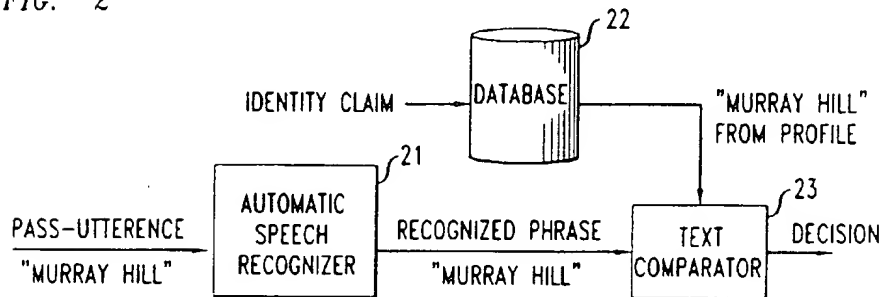 FIG. 2
22
IDENTITY CLAIM
DATABASE
"MURRAY HILL"
FROM PROFILE
21
23
PASS-UTTERENCE
"MURRAY HILL"
AUTOMATIC
SPEECH
RECOGNIZER
RECOGNIZED PHRASE
"MURRAY HILL"
TEXT
COMPARATOR
DECISION